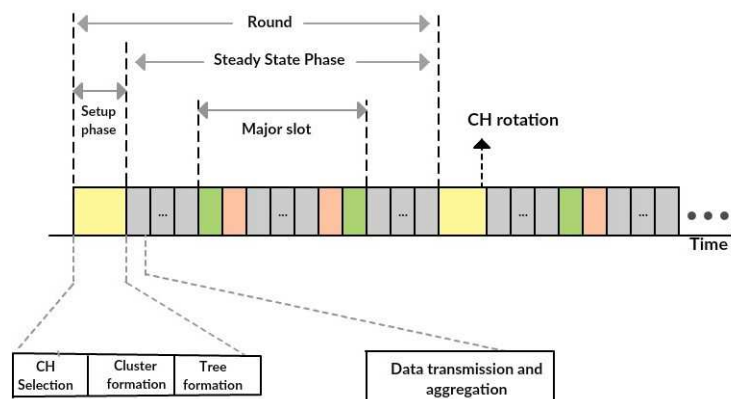 Round
Steady State Phase
Setup
phase
Major slot
CH rotation
...
...
...
...
...
...
Time
CH
Selection
Cluster
formation
Tree
formation
Data transmission and
aggregation